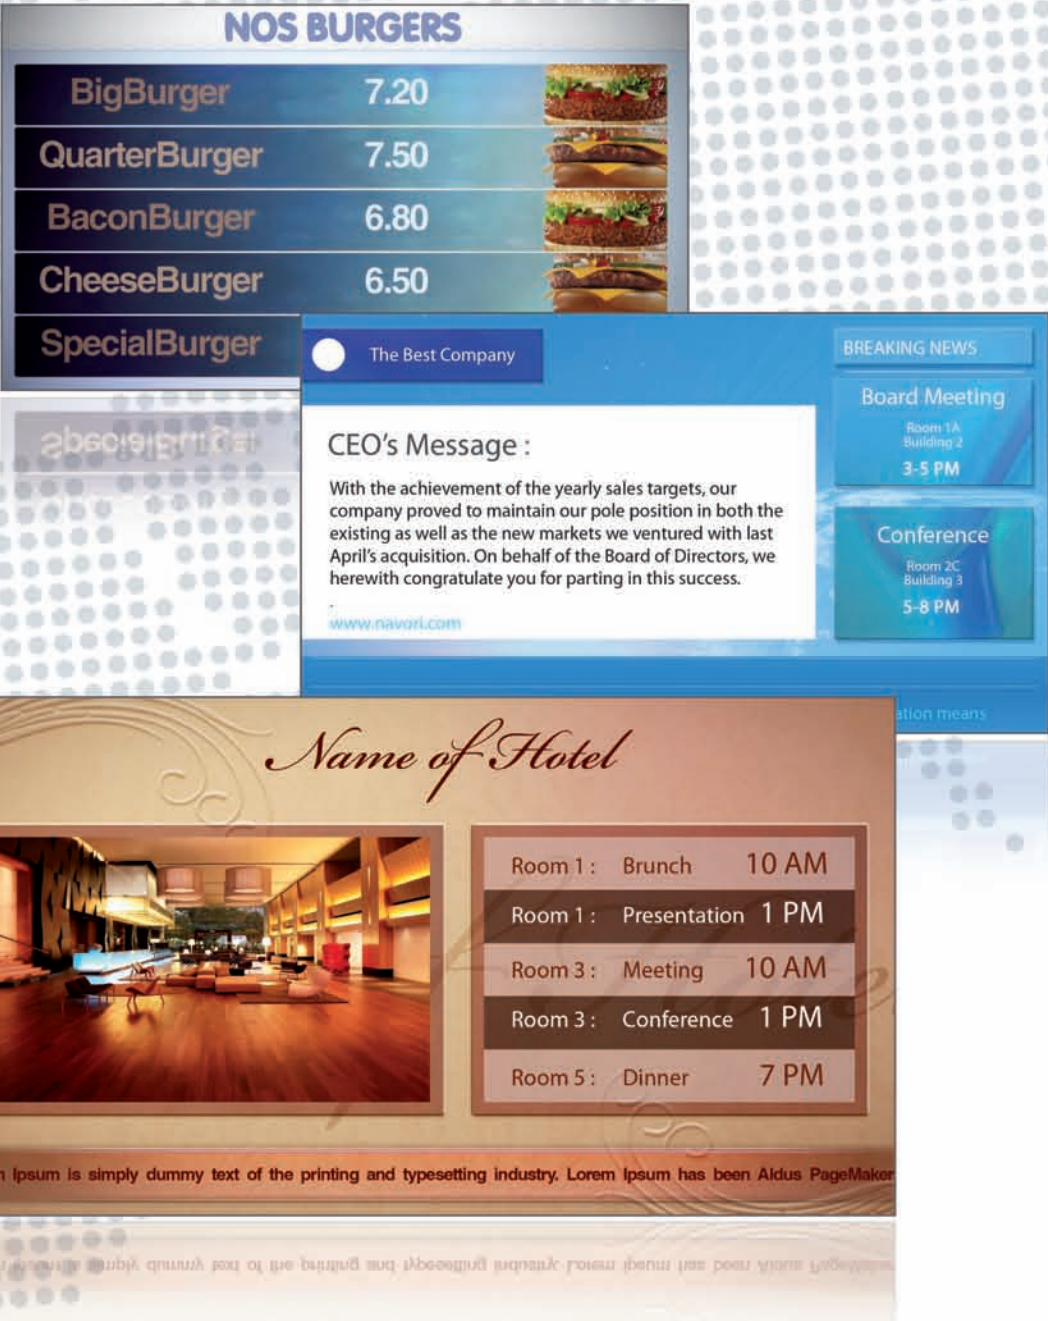 NOS BURGERS
BigBurger 7.20
QuarterBurger 7.50
BaconBurger 6.80
CheeseBurger 6.50
SpecialBurger
The Best Company
CEO's Message :
With the achievement of the yearly sales targets, our
company proved to maintain our pole position in both the
existing as well as the new markets we ventured with last
April's acquisition. On behalf of the Board of Directors, we
herewith congratulate you for parting in this success.
.
www.navori.com
BREAKING NEWS
Board Meeting
Room 1A
Building 2
3-5 PM
Conference
Room 2C
Building 3
5-8 PM
means
Name of Hotel
Room 1 : Brunch 10 AM
Room 1 : Presentation 1 PM
Room 3 : Meeting 10 AM
Room 3 : Conference 1 PM
Room 5 : Dinner 7 PM
Ipsum is simply dummy text of the printing and typesetting industry. Lorem Ipsum has been Aldus PageMaker